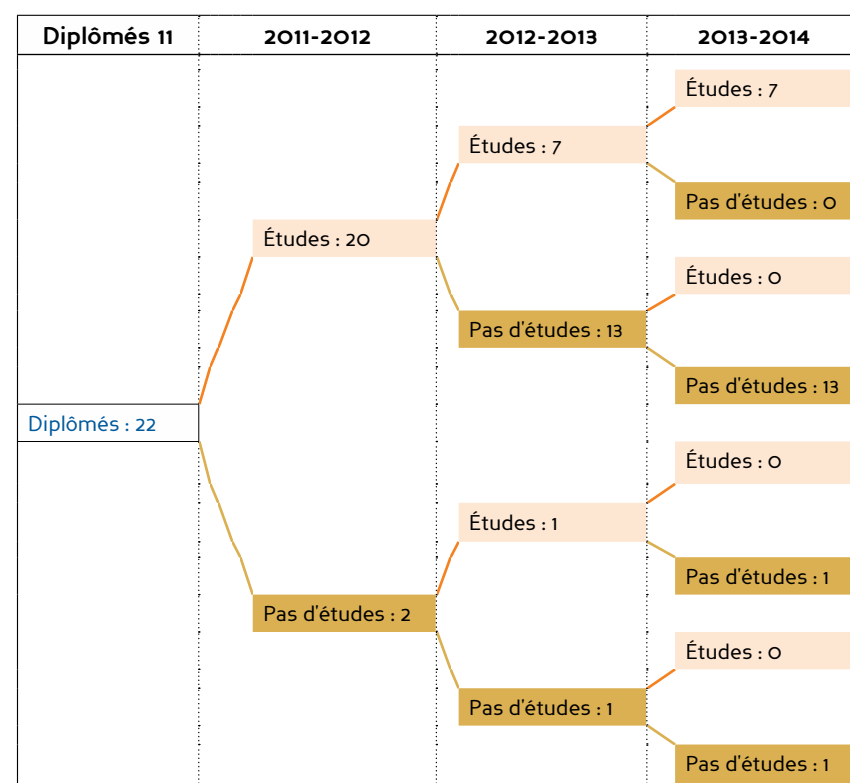 Diplômés 11
2011-2012
2012-2013
2013-2014
Études : 7
Études : 7
Pas d'études : 0
Études : 20
Études : 0
Pas d'études : 13
Pas d'études : 13
Diplômés : 22
Études : 0
Études : 1
Pas d'études : 1
Pas d'études : 2
Études : 0
Pas d'études : 1
Pas d'études : 1